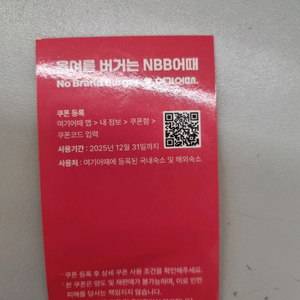 올여름 버거는 NBB어때
No Brand Burger 여기어때
쿠폰 등록
여기어때 앱 > 내 정보 > 쿠폰함 >
쿠폰코드 입력
사용기간 : 2025년 12월 31일까지
사용처 : 여기어때에 등록된 국내숙소 및 해외숙소
· 쿠폰 등록 후 상세 쿠폰 사용 조건을 확인해주세요.
· 본 쿠폰은 양도 및 재판매가 불가능하며, 이로 인한
피해를 당사는 책임지지 않습니다.